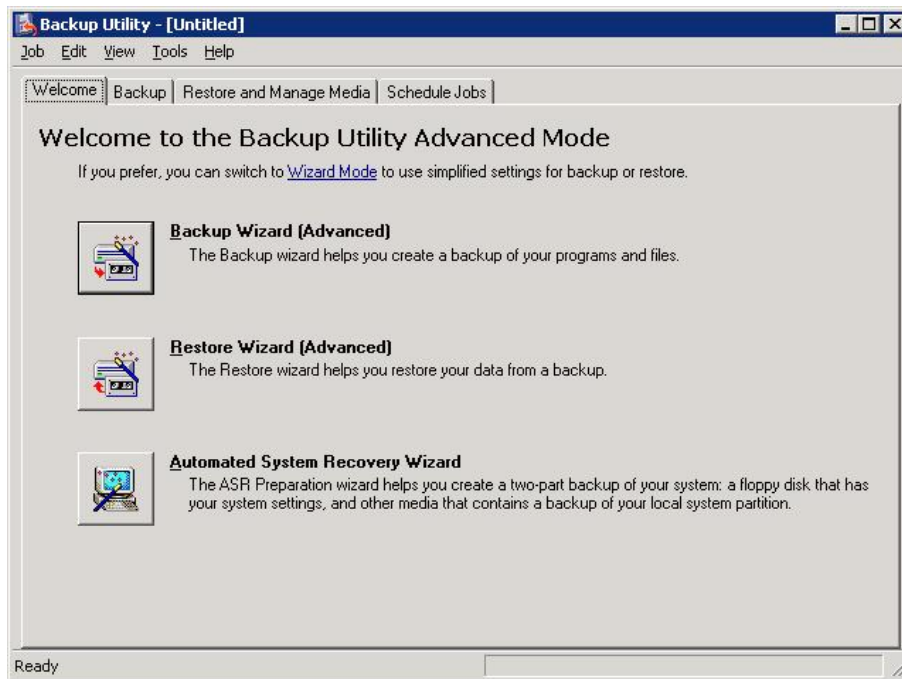 Backup Utility - [Untitled]
Job Edit View Tools Help
Welcome Backup Restore and Manage Media Schedule Jobs
Welcome to the Backup Utility Advanced Mode
If you prefer, you can switch to Wizard Mode to use simplified settings for backup or restore.
Backup Wizard (Advanced)
The Backup wizard helps you create a backup of your programs and files.
Restore Wizard (Advanced)
The Restore wizard helps you restore your data from a backup.
Automated System Recovery Wizard
The ASR Preparation wizard helps you create a two-part backup of your system: a floppy disk that has
your system settings, and other media that contains a backup of your local system partition.
Ready